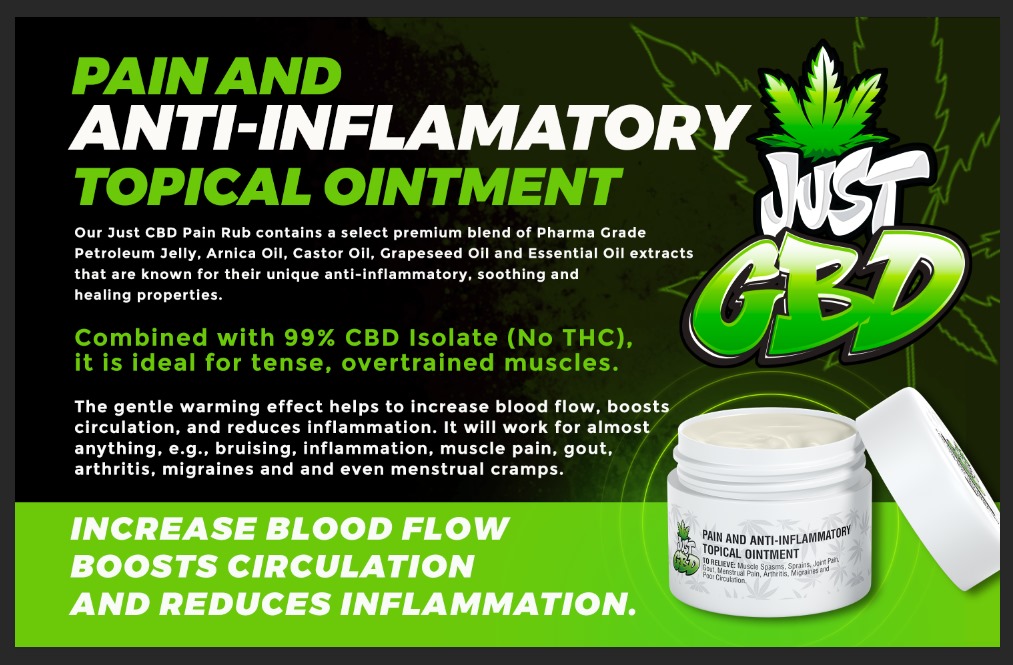 PAIN AND
ANTI-INFLAMATORY
TOPICAL OINTMENT
Our Just CBD Pain Rub contains a select premium blend of Pharma Grade
Petroleum Jelly, Arnica Oil, Castor Oil, Grapeseed Oil and Essential Oil extracts
that are known for their unique anti-inflammatory, soothing and
healing properties.
Combined with 99% CBD Isolate (No THC),
it is ideal for tense, overtrained muscles.
The gentle warming effect helps to increase blood flow, boosts
circulation, and reduces inflammation. It will work for almost
anything, e.g., bruising, inflammation, muscle pain, gout,
arthritis, migraines and and even menstrual cramps.
INCREASE BLOOD FLOW
BOOSTS CIRCULATION
AND REDUCES INFLAMMATION.
JUST
CBD
JUST
CBD
PAIN AND ANTI-INFLAMMATORY
TOPICAL OINTMENT
TO RELIEVE: Muscle Spasms, Sprains, Joint Pain,
Gout, Menstrual Pain, Arthritis, Migraines and
Poor Circulation.